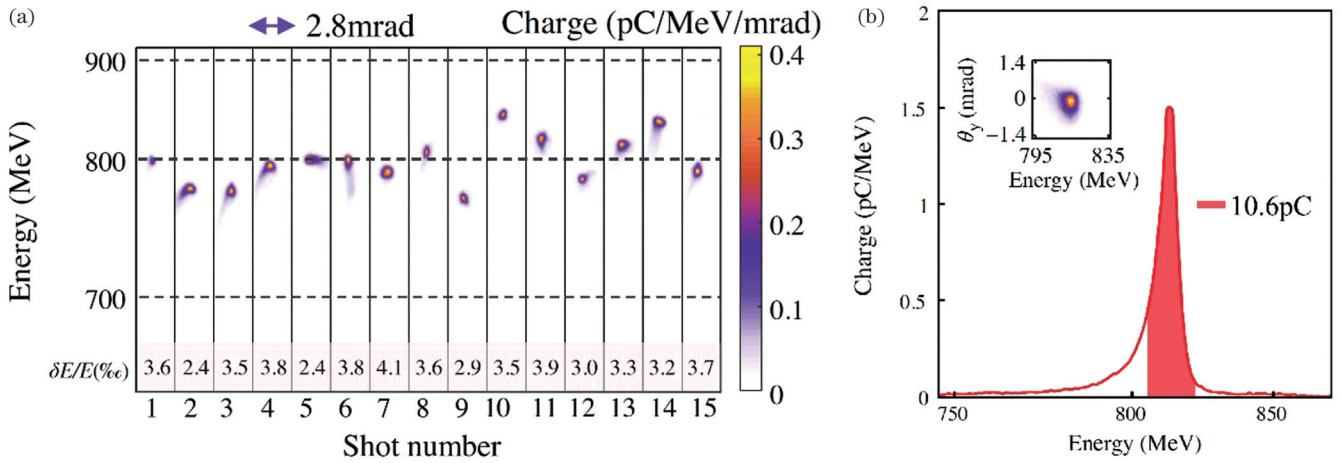 (a)
2.8mrad
Charge (pC/MeV/mrad)
900
800
700
Energy (MeV)
0.4
0.3
0.2
0.1
0
δE/E(‰) 3.6 2.4 3.5 3.8 2.4 3.8 4.1 3.6 2.9 3.5 3.9 3.0 3.3 3.2 3.7
1 2 3 4 5 6 7 8 9 10 11 12 13 14 15
Shot number
(b)
2
1.5
1
0.5
0
Charge (pC/MeV)
1.4
0
−1.4
θy (mrad)
795 835
Energy (MeV)
10.6pC
750 800 850
Energy (MeV)